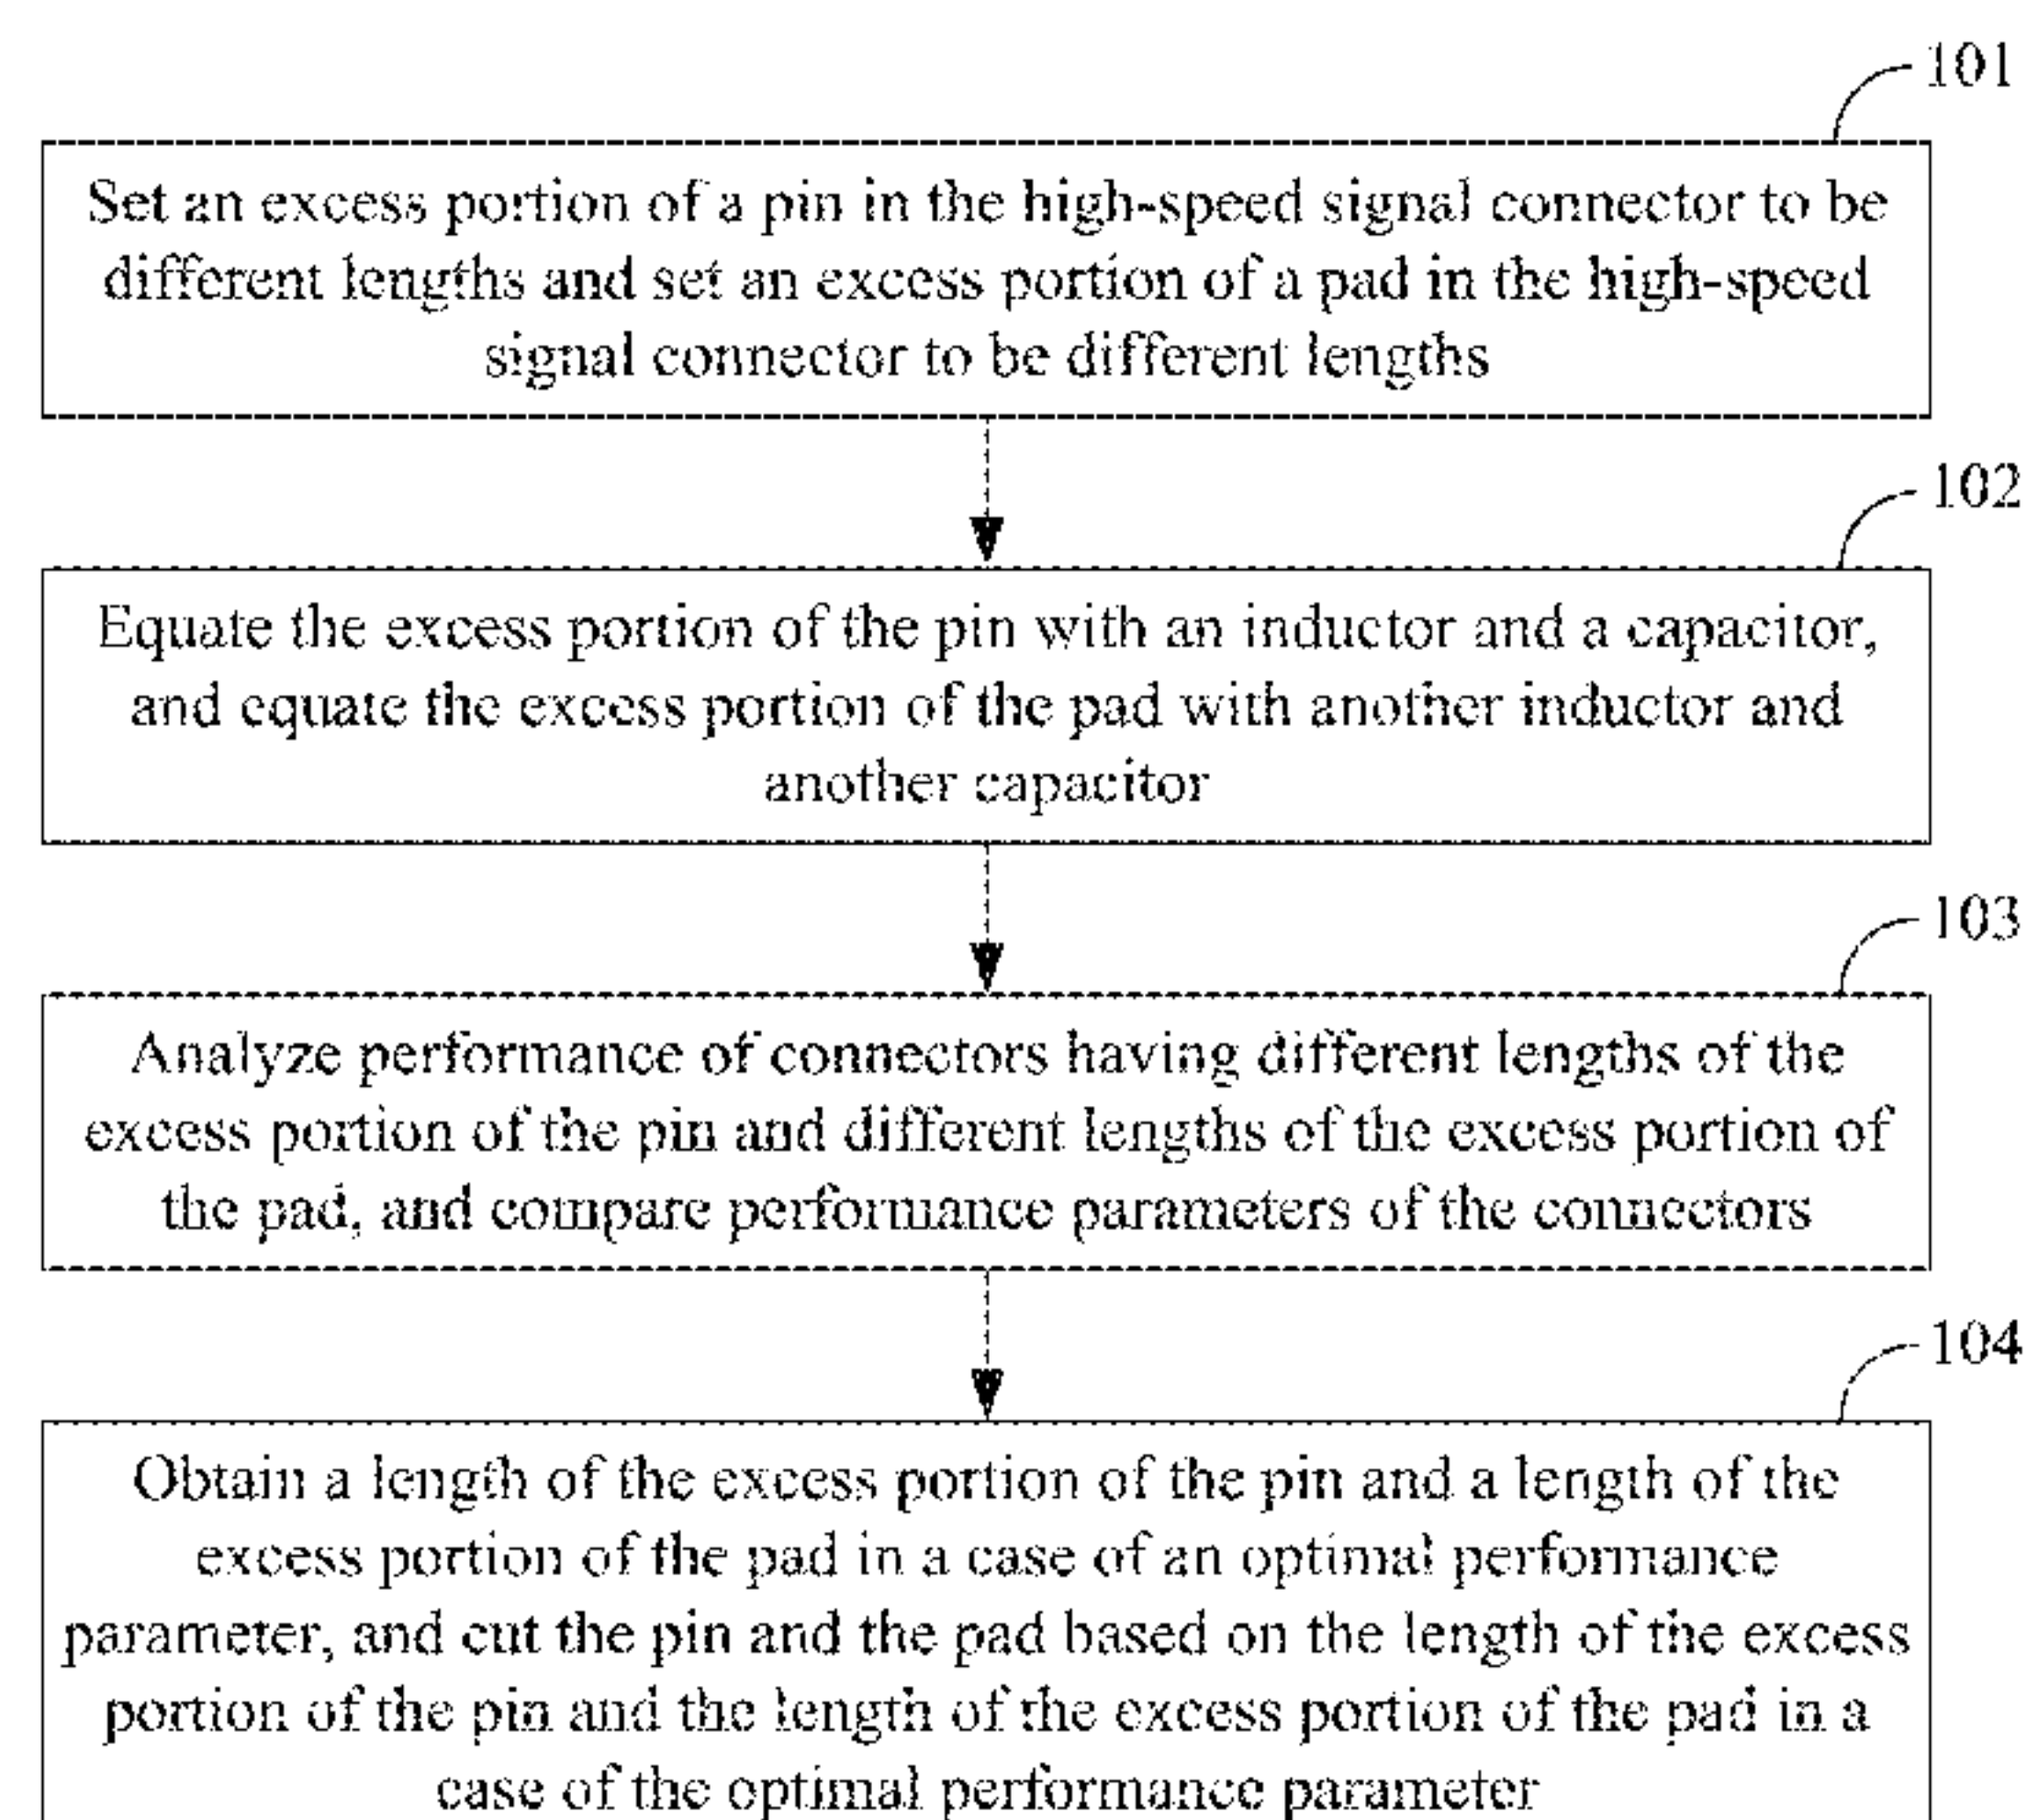 101
Set an excess portion of a pin in the high-speed signal connector to be
different lengths and set an excess portion of a pad in the high-speed
signal connector to be different lengths
102
Equate the excess portion of the pin with an inductor and a capacitor,
and equate the excess portion of the pad with another inductor and
another capacitor
103
Analyze performance of connectors having different lengths of the
excess portion of the pin and different lengths of the excess portion of
the pad, and compare performance parameters of the connectors
104
Obtain a length of the excess portion of the pin and a length of the
excess portion of the pad in a case of an optimal performance
parameter, and cut the pin and the pad based on the length of the excess
portion of the pin and the length of the excess portion of the pad in a
case of the optimal performance parameter